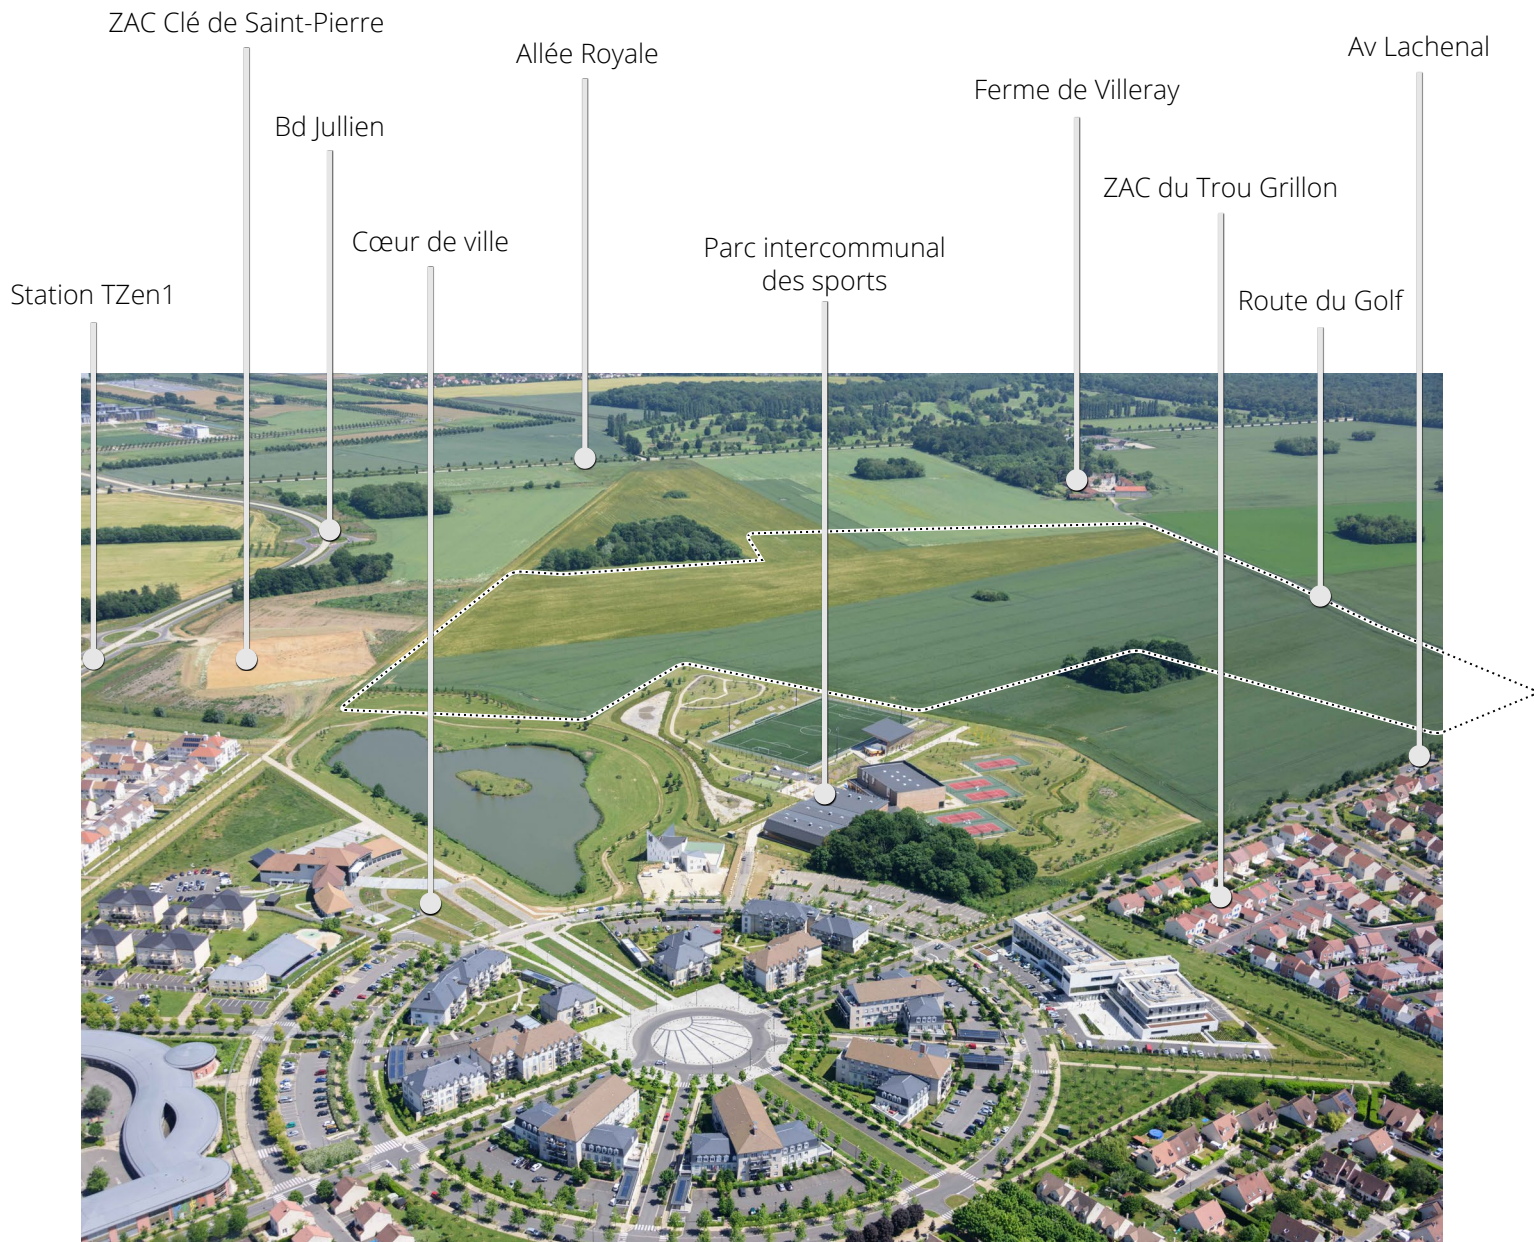 ZAC Clé de Saint-Pierre
Allée Royale
Av Lachenal
Ferme de Villeray
Bd Jullien
ZAC du Trou Grillon
Cœur de ville
Parc intercommunal
des sports
Station TZen1
Route du Golf